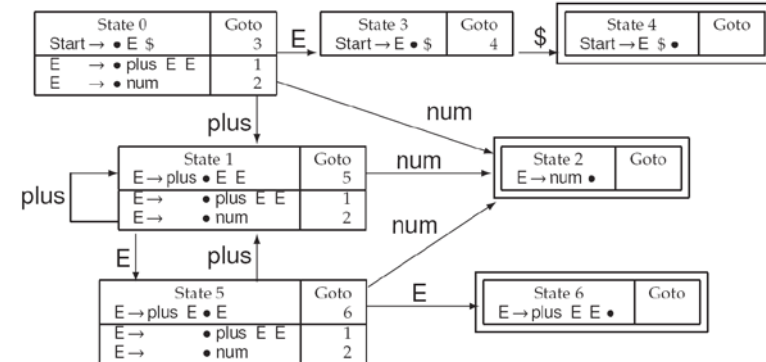 State 0 Goto
Start → • E $ 3
E → • plus E E 1
E → • num 2
E
State 3 Goto
Start → E • $ 4
$
State 4 Goto
Start → E $ •
plus
num
State 1 Goto
E → plus • E E 5
E → • plus E E 1
E → • num 2
plus
num
State 2 Goto
E → num •
E
plus
num
State 5 Goto
E → plus E • E 6
E → • plus E E 1
E → • num 2
E
State 6 Goto
E → plus E E •